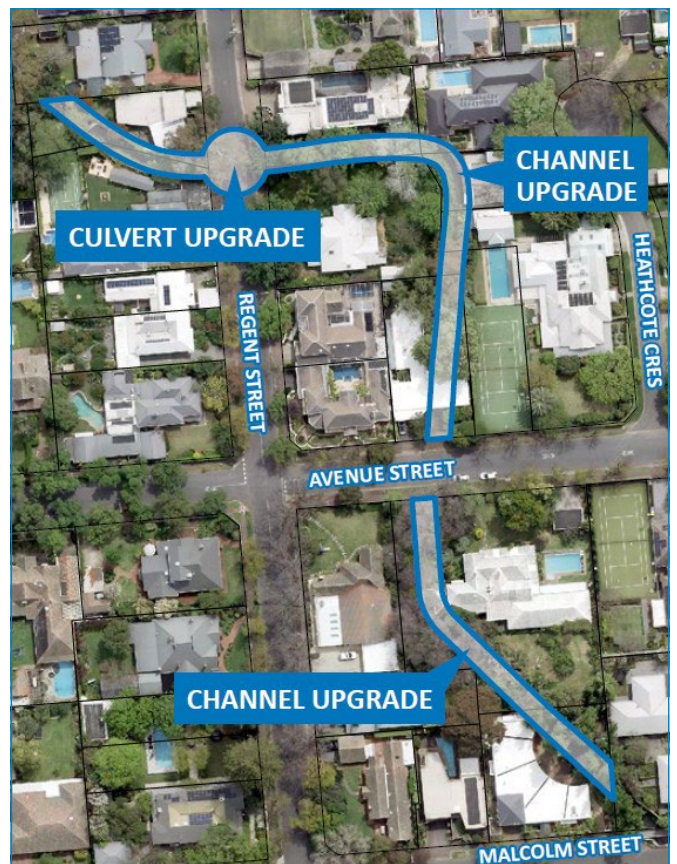 CHANNEL
UPGRADE
CULVERT UPGRADE
HEATHCOTE CRES
REGENT STREET
AVENUE STREET
CHANNEL UPGRADE
MALCOLM STREET